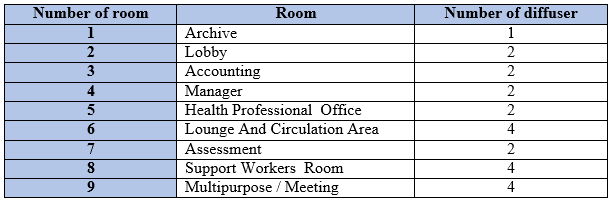 Number of room Room Number of diffuser
1 Archive 1
2 Lobby 2
3 Accounting 2
4 Manager 2
5 Health Professional Office 2
6 Lounge And Circulation Area 4
7 Assessment 2
8 Support Workers Room 4
9 Multipurpose / Meeting 4